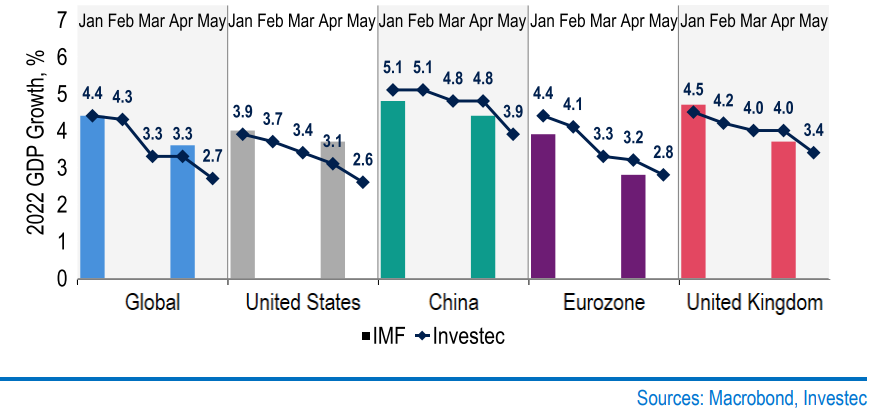 2022 GDP Growth, %
7
6
5
4
3
2
1
0
Jan Feb Mar Apr May
Jan Feb Mar Apr May
Jan Feb Mar Apr May
Jan Feb Mar Apr May
Jan Feb Mar Apr May
4.4 4.3 3.3 3.3 2.7
3.9 3.7 3.4 3.1 2.6
5.1 5.1 4.8 4.8 3.9
4.4 4.1 3.3 3.2 2.8
4.5 4.2 4.0 4.0 3.4
Global United States China Eurozone United Kingdom
IMF Investec
Sources: Macrobond, Investec